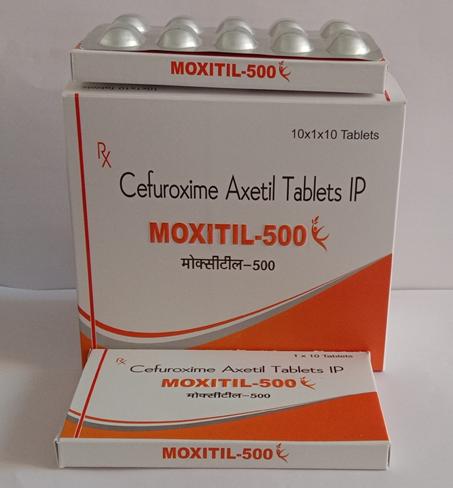 MOXITIL-500
10x1x10 Tablets
Rx
Cefuroxime Axetil Tablets IP
MOXITIL-500
मोक्सीटील-500
1 x 10 Tablets
Rx
Cefuroxime Axetil Tablets IP
MOXITIL-500
मोक्सीटील-500
MOXITIL-500